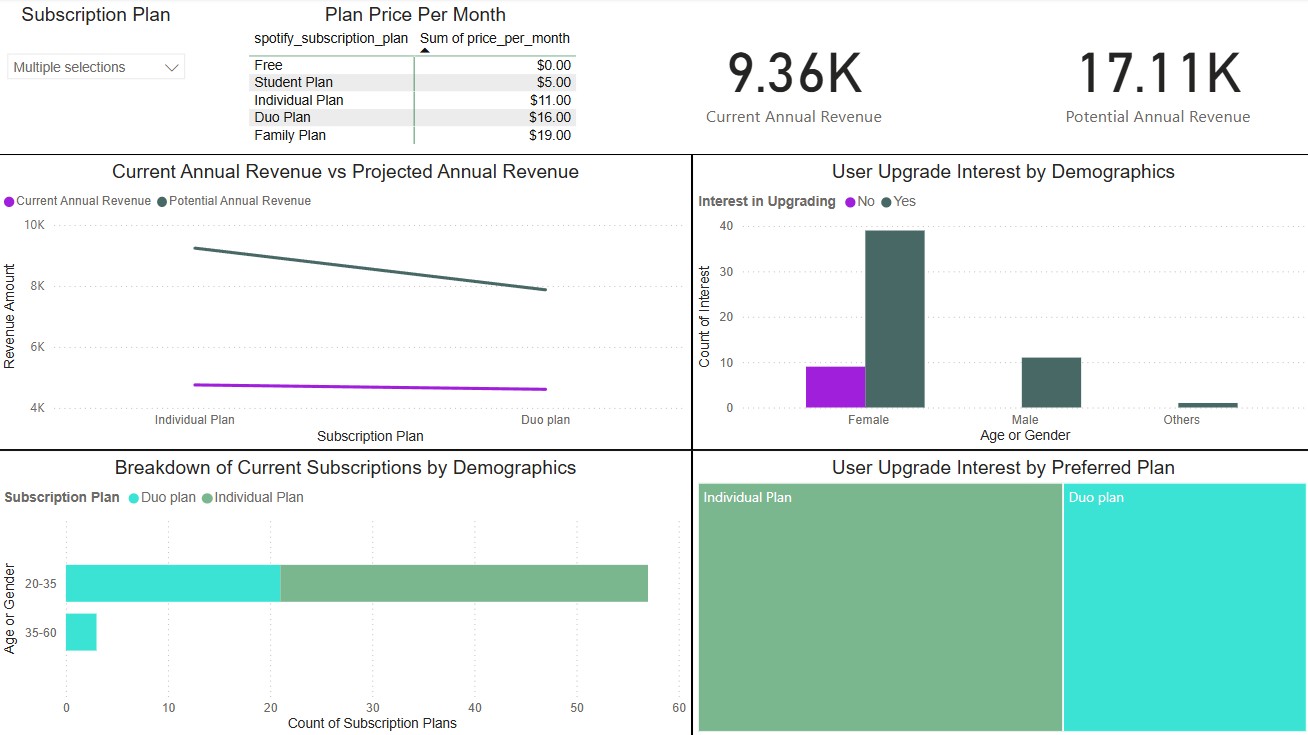 Subscription Plan
Multiple selections
Plan Price Per Month
spotify_subscription_plan Sum of price_per_month
Free $0.00
Student Plan $5.00
Individual Plan $11.00
Duo Plan $16.00
Family Plan $19.00
9.36K
Current Annual Revenue
17.11K
Potential Annual Revenue
Current Annual Revenue vs Projected Annual Revenue
Current Annual Revenue Potential Annual Revenue
Revenue Amount
10K
8K
6K
4K
Individual Plan Duo plan
Subscription Plan
User Upgrade Interest by Demographics
Interest in Upgrading No Yes
Count of Interest
40
30
20
10
0
Female Male Others
Age or Gender
Breakdown of Current Subscriptions by Demographics
Subscription Plan Duo plan Individual Plan
Age or Gender
20-35
35-60
0 10 20 30 40 50 60
Count of Subscription Plans
User Upgrade Interest by Preferred Plan
Individual Plan
Duo plan